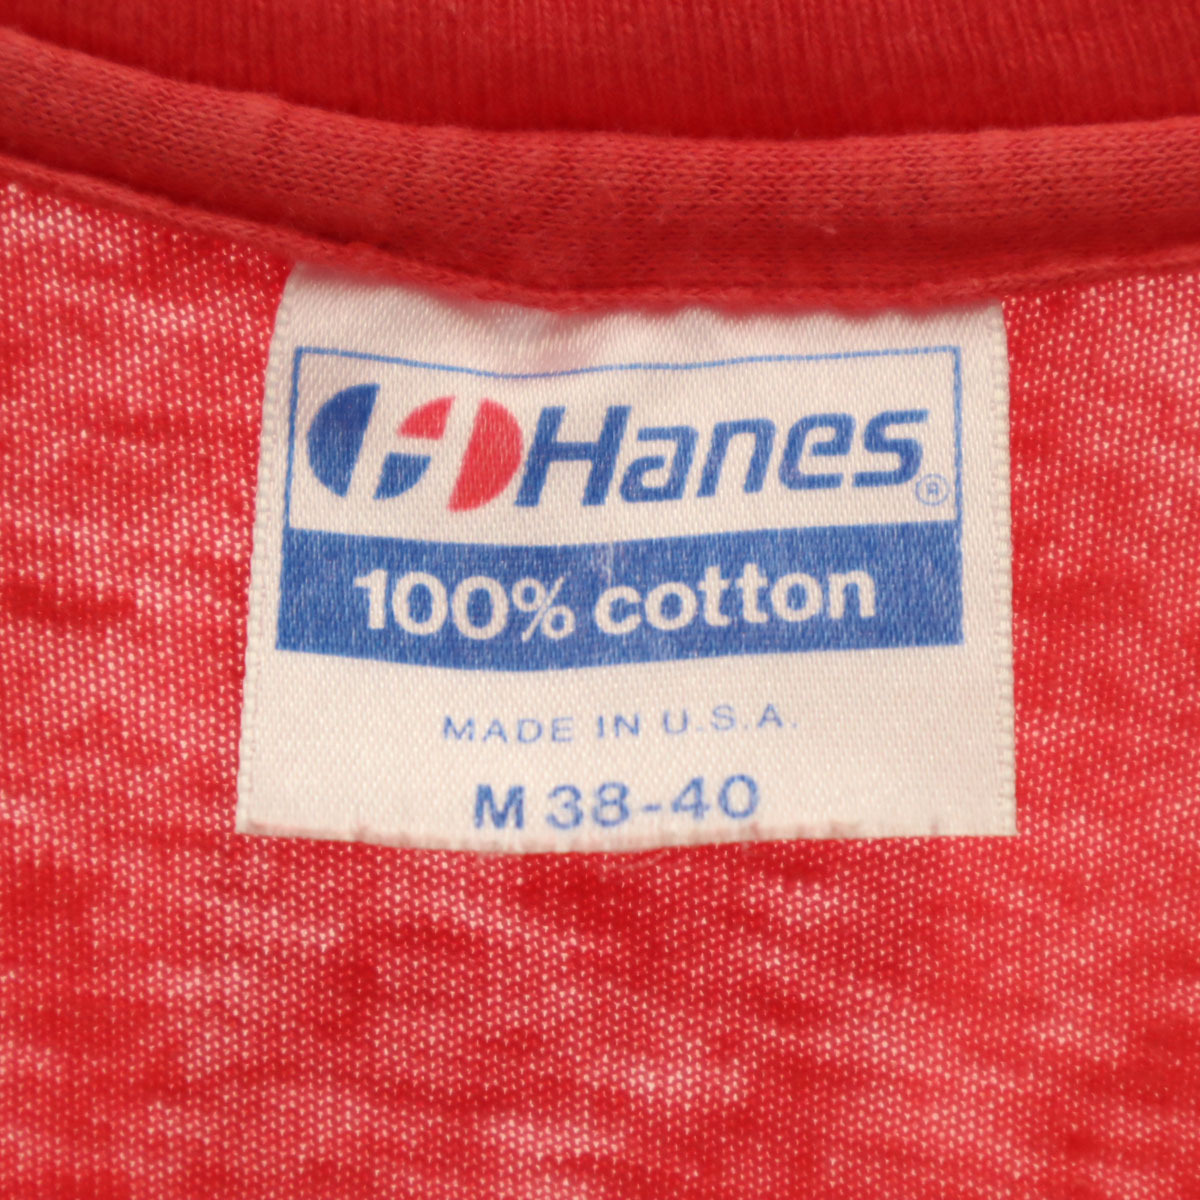 Hanes®
100% cotton
MADE IN U.S.A.
M 38-40